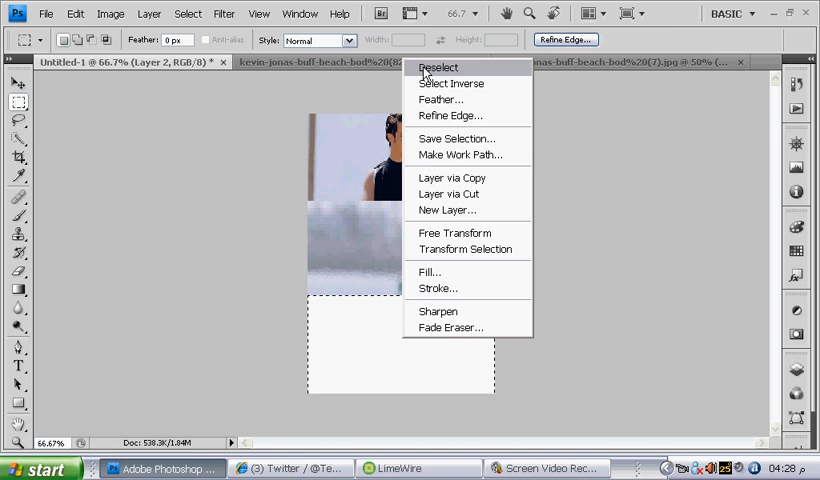 Ps File Edit Image Layer Select Filter View Window Help Br 66.7 BASIC
Feather: 0 px Anti-alias Style: Normal Width: Height: Refine Edge...
Untitled-1 @ 66.7% (Layer 2, RGB/8) * × kevin-jonas-buff-beach-bod%20(82 jonas-buff-beach-bod%20(7).jpg @ 50% ( ×
Deselect
Select Inverse
Feather...
Refine Edge...
Save Selection...
Make Work Path...
Layer via Copy
Layer via Cut
New Layer...
Free Transform
Transform Selection
Fill...
Stroke...
Sharpen
Fade Eraser...
66.67% Doc: 538.3K/1.84M
start Ps Adobe Photoshop ... (3) Twitter / @Te... LimeWire Screen Video Rec... 25 04:28 م